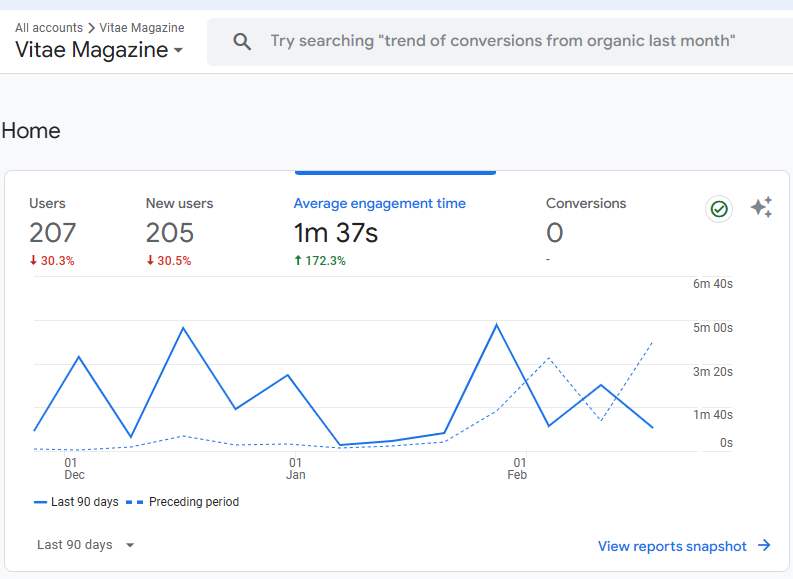 All accounts > Vitae Magazine
Vitae Magazine
Try searching "trend of conversions from organic last month"
Home
Users
New users
Average engagement time
Conversions
207
205
1m 37s
0
↓ 30.3%
↓ 30.5%
↑ 172.3%
-
6m 40s
5m 00s
3m 20s
1m 40s
0s
01
Dec
01
Jan
01
Feb
Last 90 days
Preceding period
Last 90 days
View reports snapshot →